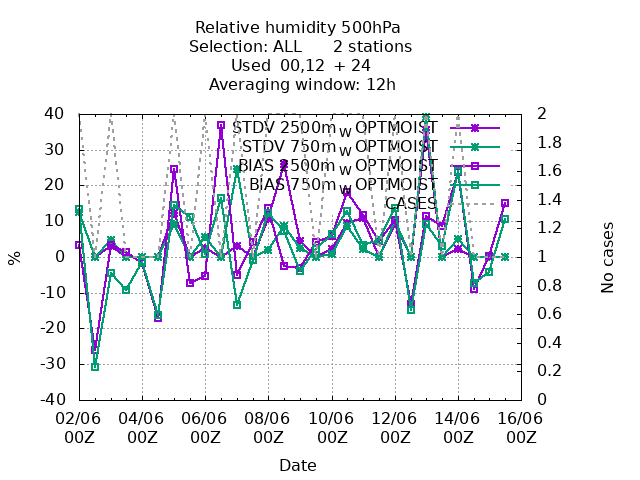 Relative humidity 500hPa
Selection: ALL 2 stations
Used 00,12 + 24
Averaging window: 12h
STDV 2500m_W OPTMOIST
STDV 750m_W OPTMOIST
BIAS 2500m_W OPTMOIST
BIAS 750m_W OPTMOIST
CASES
40
30
20
10
0
-10
-20
-30
-40
%
2
1.8
1.6
1.4
1.2
1
0.8
0.6
0.4
0.2
0
No cases
02/06 04/06 06/06 08/06 10/06 12/06 14/06 16/06
00Z 00Z 00Z 00Z 00Z 00Z 00Z 00Z
Date